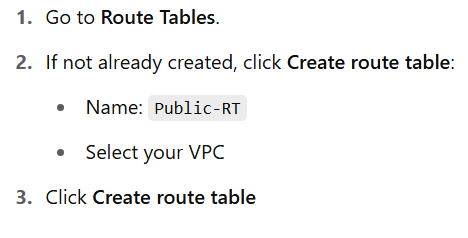 1. Go to Route Tables.
2. If not already created, click Create route table:
• Name: Public-RT
• Select your VPC
3. Click Create route table